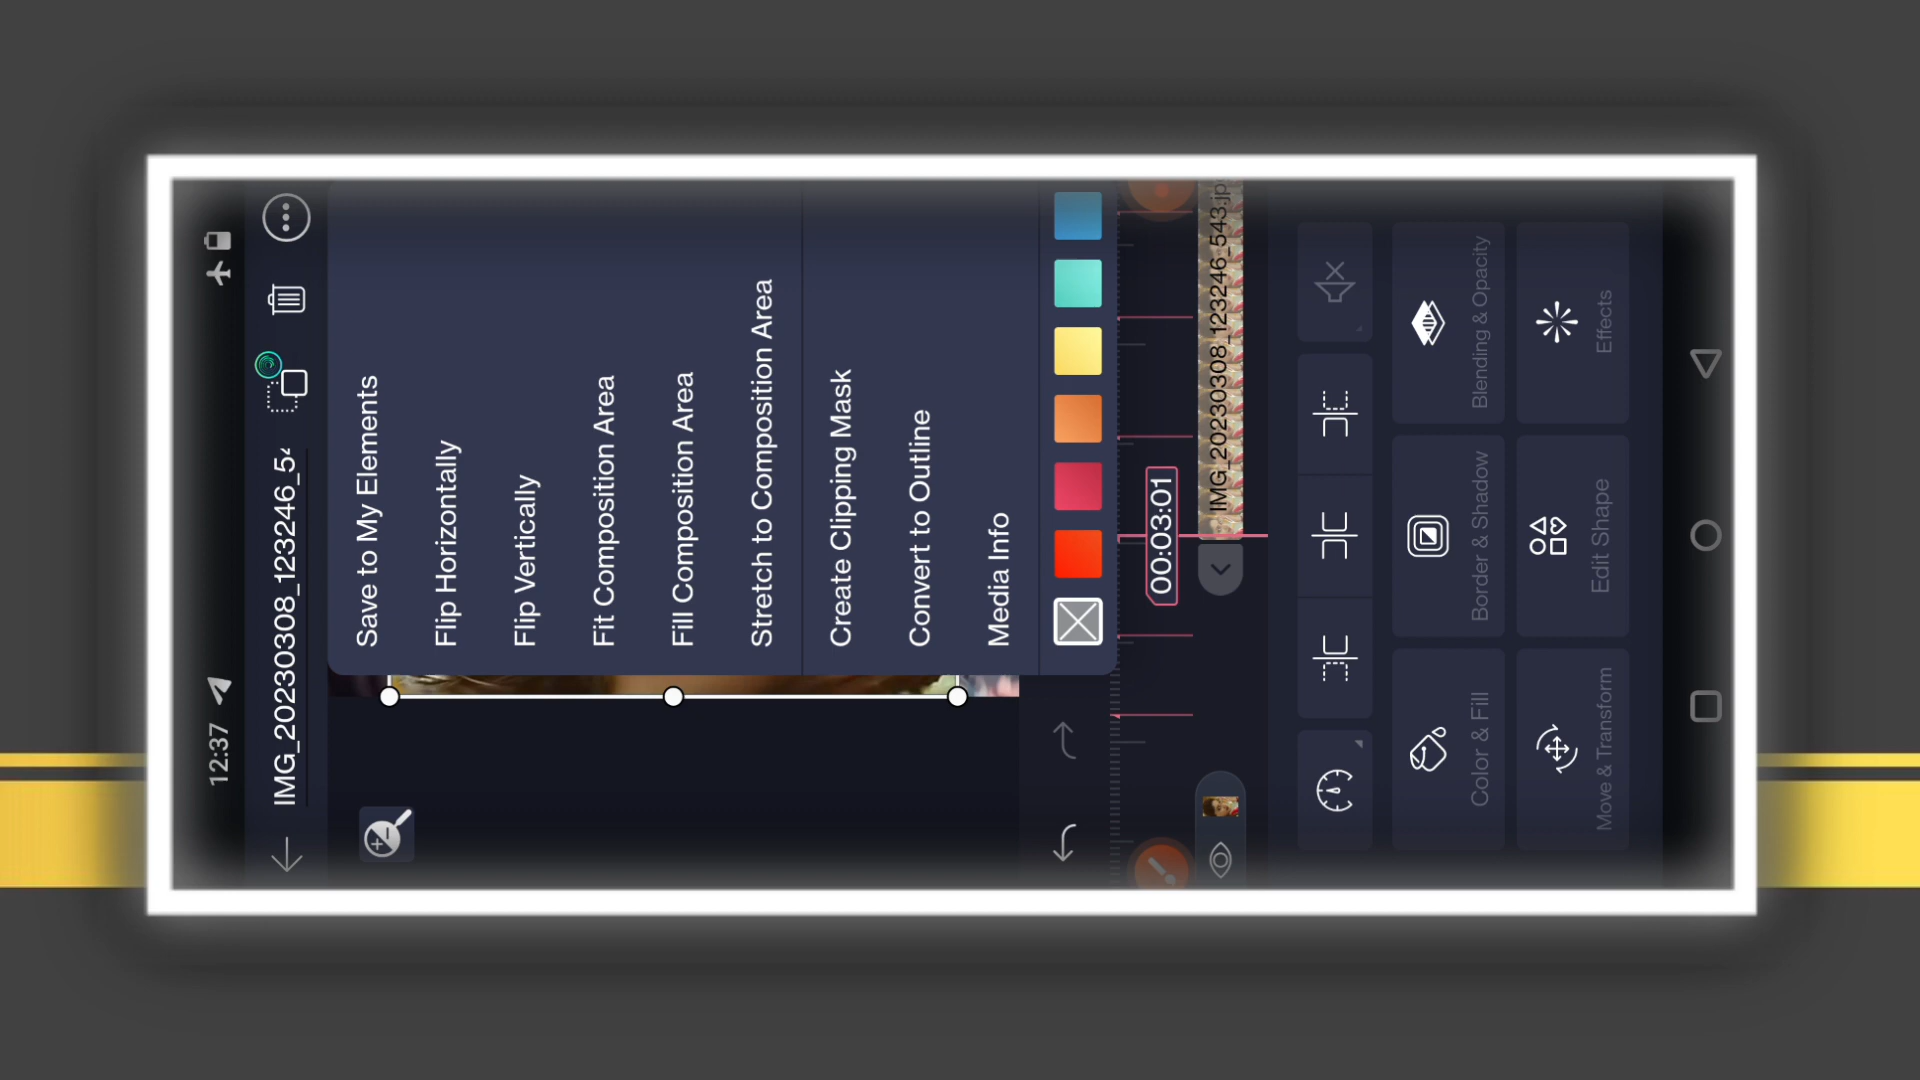 12:37
IMG_20230308_123246_54
Save to My Elements
Flip Horizontally
Flip Vertically
Fit Composition Area
Fill Composition Area
Stretch to Composition Area
Create Clipping Mask
Convert to Outline
Media Info
00:03:01
IMG_20230308_123246_543.jp
Color & Fill
Border & Shadow
Blending & Opacity
Move & Transform
Edit Shape
Effects